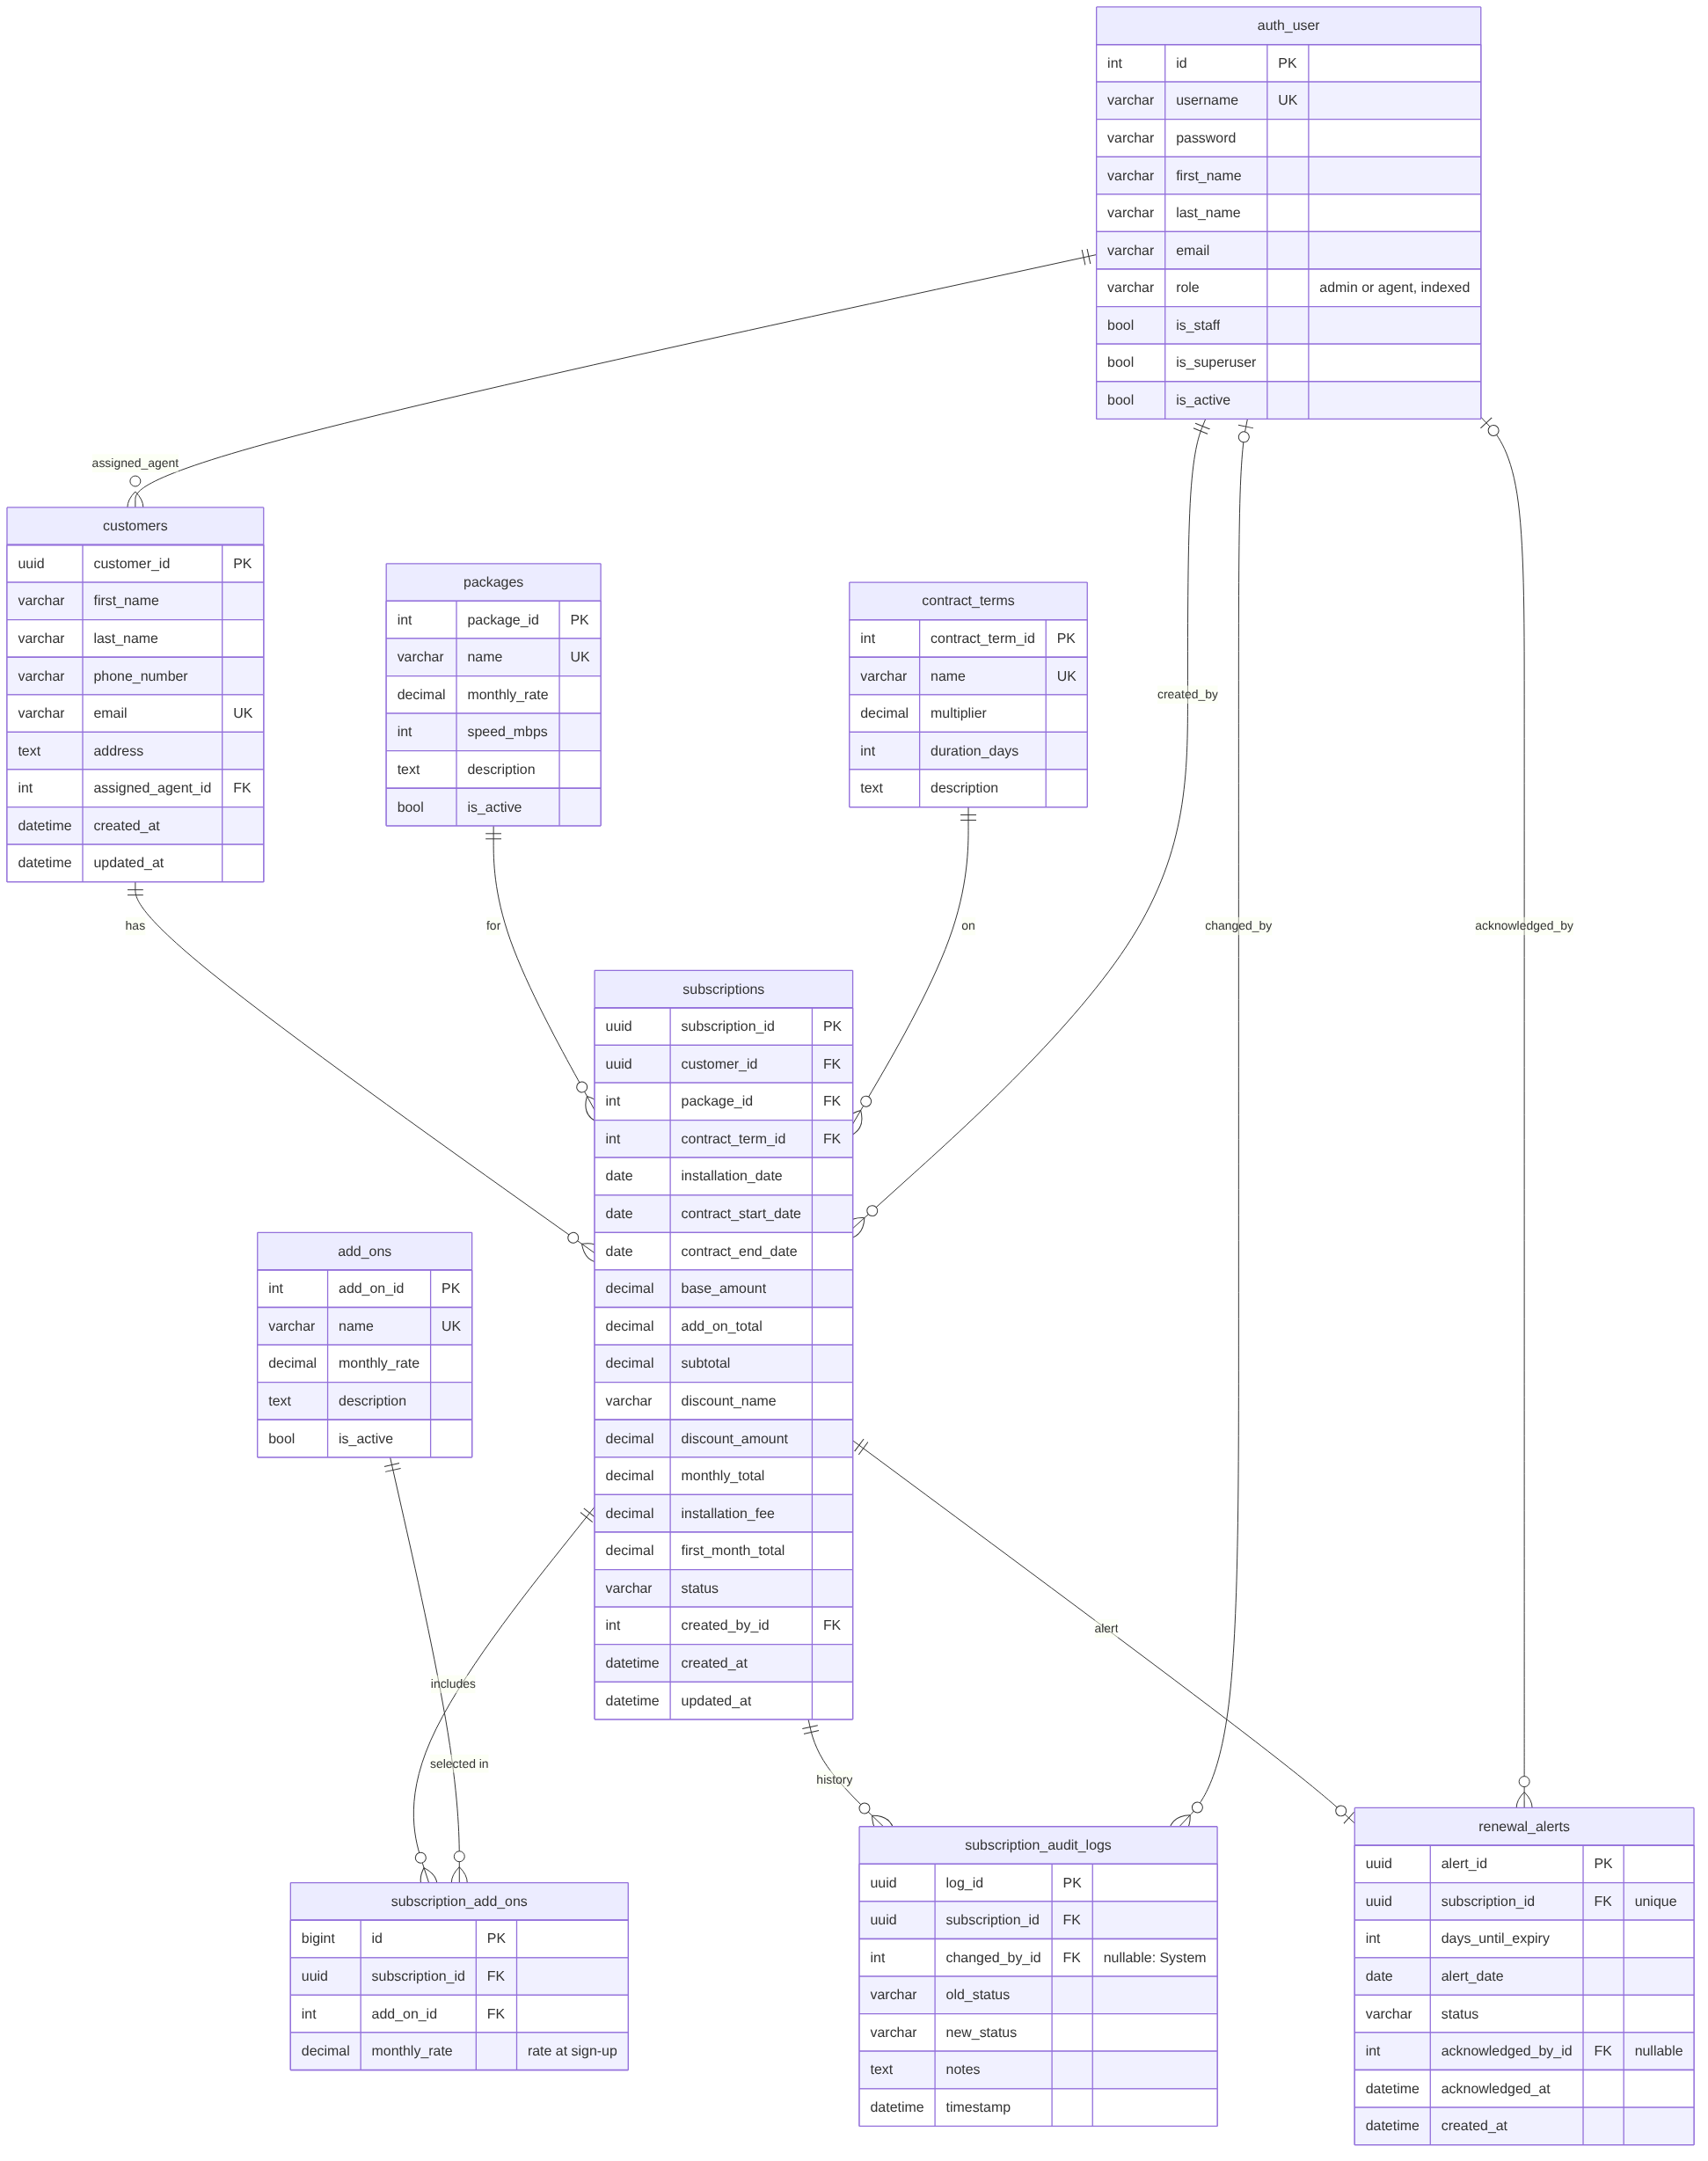 auth_user
int id PK
varchar username UK
varchar password
varchar first_name
varchar last_name
varchar email
varchar role admin or agent, indexed
bool is_staff
bool is_superuser
bool is_active
assigned_agent
customers
uuid customer_id PK
varchar first_name
varchar last_name
varchar phone_number
varchar email UK
text address
int assigned_agent_id FK
datetime created_at
datetime updated_at
packages
int package_id PK
varchar name UK
decimal monthly_rate
int speed_mbps
text description
bool is_active
contract_terms
int contract_term_id PK
varchar name UK
decimal multiplier
int duration_days
text description
created_by
has
for
on
changed_by
acknowledged_by
subscriptions
uuid subscription_id PK
uuid customer_id FK
int package_id FK
int contract_term_id FK
date installation_date
date contract_start_date
date contract_end_date
decimal base_amount
decimal add_on_total
decimal subtotal
varchar discount_name
decimal discount_amount
decimal monthly_total
decimal installation_fee
decimal first_month_total
varchar status
int created_by_id FK
datetime created_at
datetime updated_at
add_ons
int add_on_id PK
varchar name UK
decimal monthly_rate
text description
bool is_active
alert
includes
selected in
history
subscription_add_ons
bigint id PK
uuid subscription_id FK
int add_on_id FK
decimal monthly_rate rate at sign-up
subscription_audit_logs
uuid log_id PK
uuid subscription_id FK
int changed_by_id FK nullable: System
varchar old_status
varchar new_status
text notes
datetime timestamp
renewal_alerts
uuid alert_id PK
uuid subscription_id FK unique
int days_until_expiry
date alert_date
varchar status
int acknowledged_by_id FK nullable
datetime acknowledged_at
datetime created_at